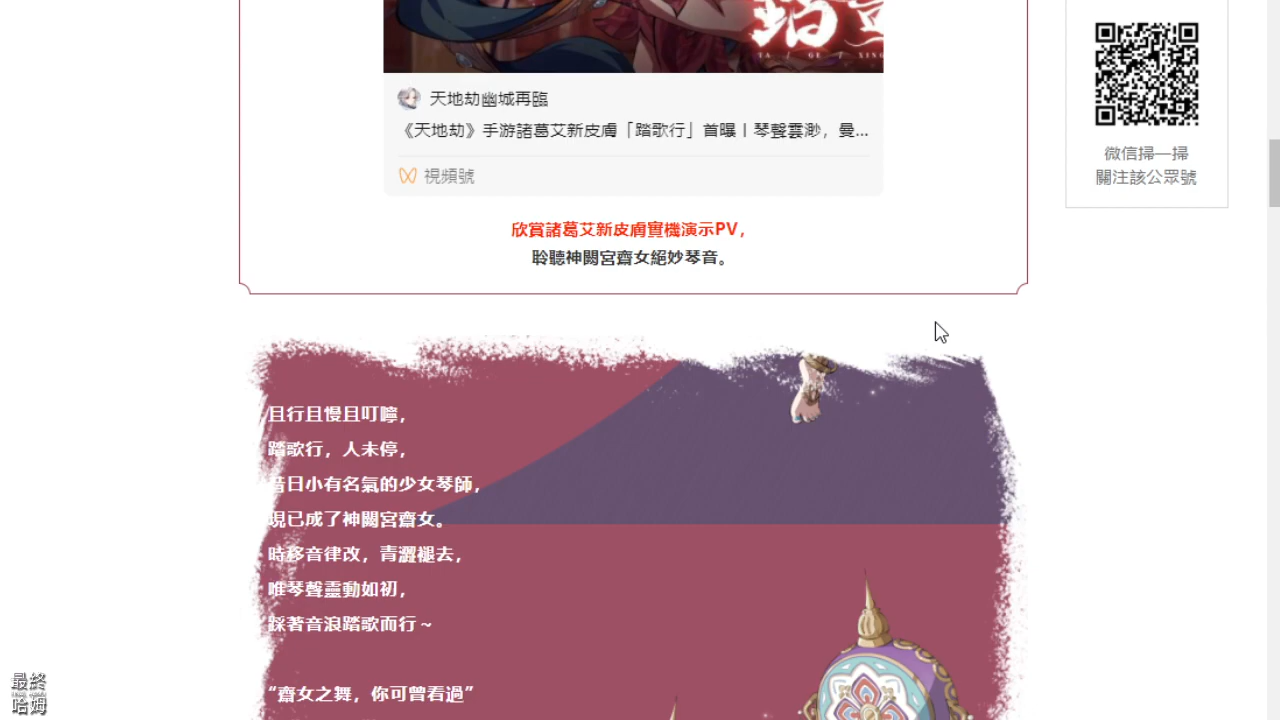 踏歌
TA / GE / XING
天地劫幽城再臨
《天地劫》手游諸葛艾新皮膚「踏歌行」首曝丨琴聲雲渺，曼...
視頻號
微信掃一掃
關注該公眾號
欣賞諸葛艾新皮膚實機演示PV，
聆聽神闕宮齋女絕妙琴音。
且行且慢且叮嚀，
踏歌行，人未停，
昔日小有名氣的少女琴師，
現已成了神闕宮齋女。
時移音律改，青澀褪去，
唯琴聲靈動如初，
踩著音浪踏歌而行～
“齋女之舞，你可曾看過”
最終
哈姆